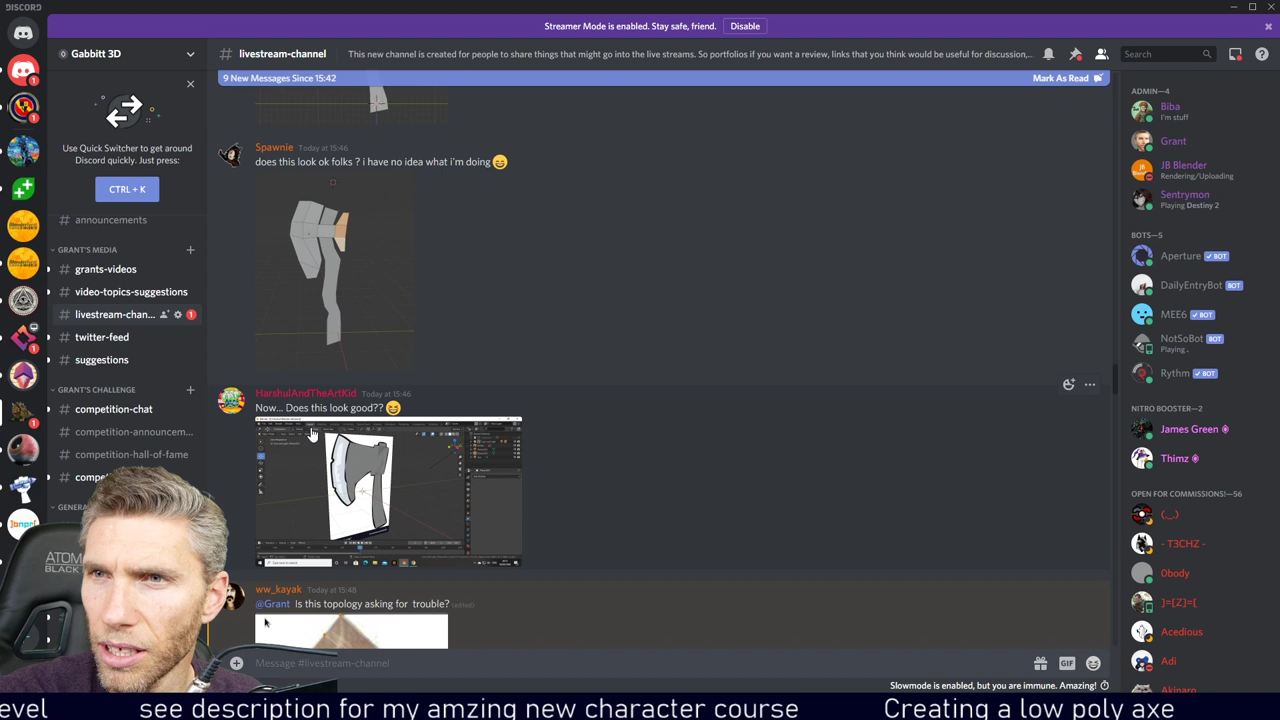 DISCORD
Streamer Mode is enabled. Stay safe, friend.
Disable
Gabbitt 3D
livestream-channel
This new channel is created for people to share things that might go into the live streams. So portfolios if you want a review, links that you think would be useful for discussion,...
Search
9 New Messages Since 15:42
Mark As Read
Use Quick Switcher to get around
Discord quickly. Just press:
CTRL + K
# announcements
GRANT'S MEDIA
# grants-videos
# video-topics-suggestions
# livestream-chan...
1
# twitter-feed
# suggestions
GRANT'S CHALLENGE
# competition-chat
# competition-announcem...
# competition-hall-of-fame
Spawnie Today at 15:46
does this look ok folks ? i have no idea what i'm doing
HarshulAndTheArtKid Today at 15:46
Now... Does this look good??
ww_kayak Today at 15:48
@Grant Is this topology asking for trouble? (edited)
Message #livestream-channel
GIF
Slowmode is enabled, but you are immune. Amazing!
ADMIN—4
Biba
I'm stuff
Grant
JB Blender
Rendering/Uploading
Sentrymon
Playing Destiny 2
BOTS—5
Aperture BOT
DailyEntryBot BOT
MEE6 BOT
NotSoBot BOT
Playing .
Rythm BOT
NITRO BOOSTER—2
James Green
Thimz
OPEN FOR COMMISSIONS!—56
(._.)
- T3CHZ -
0body
]=[Z]=[
Acedious
Adi
Akinaro
ATOM
BLACK
evel
see description for my amzing new character course
Creating a low poly axe